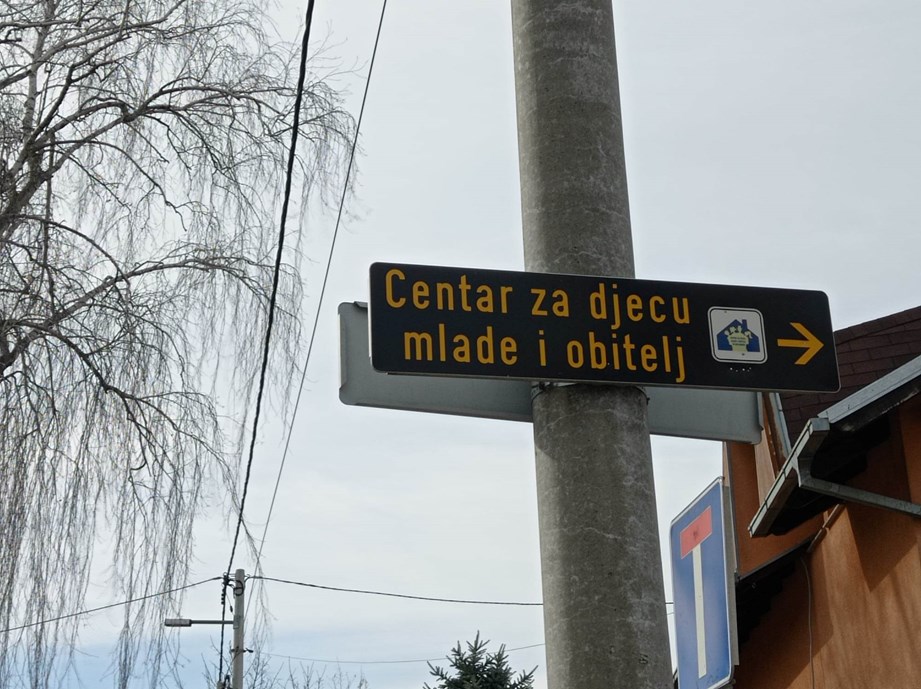 Centar za djecu
mlade i obitelj